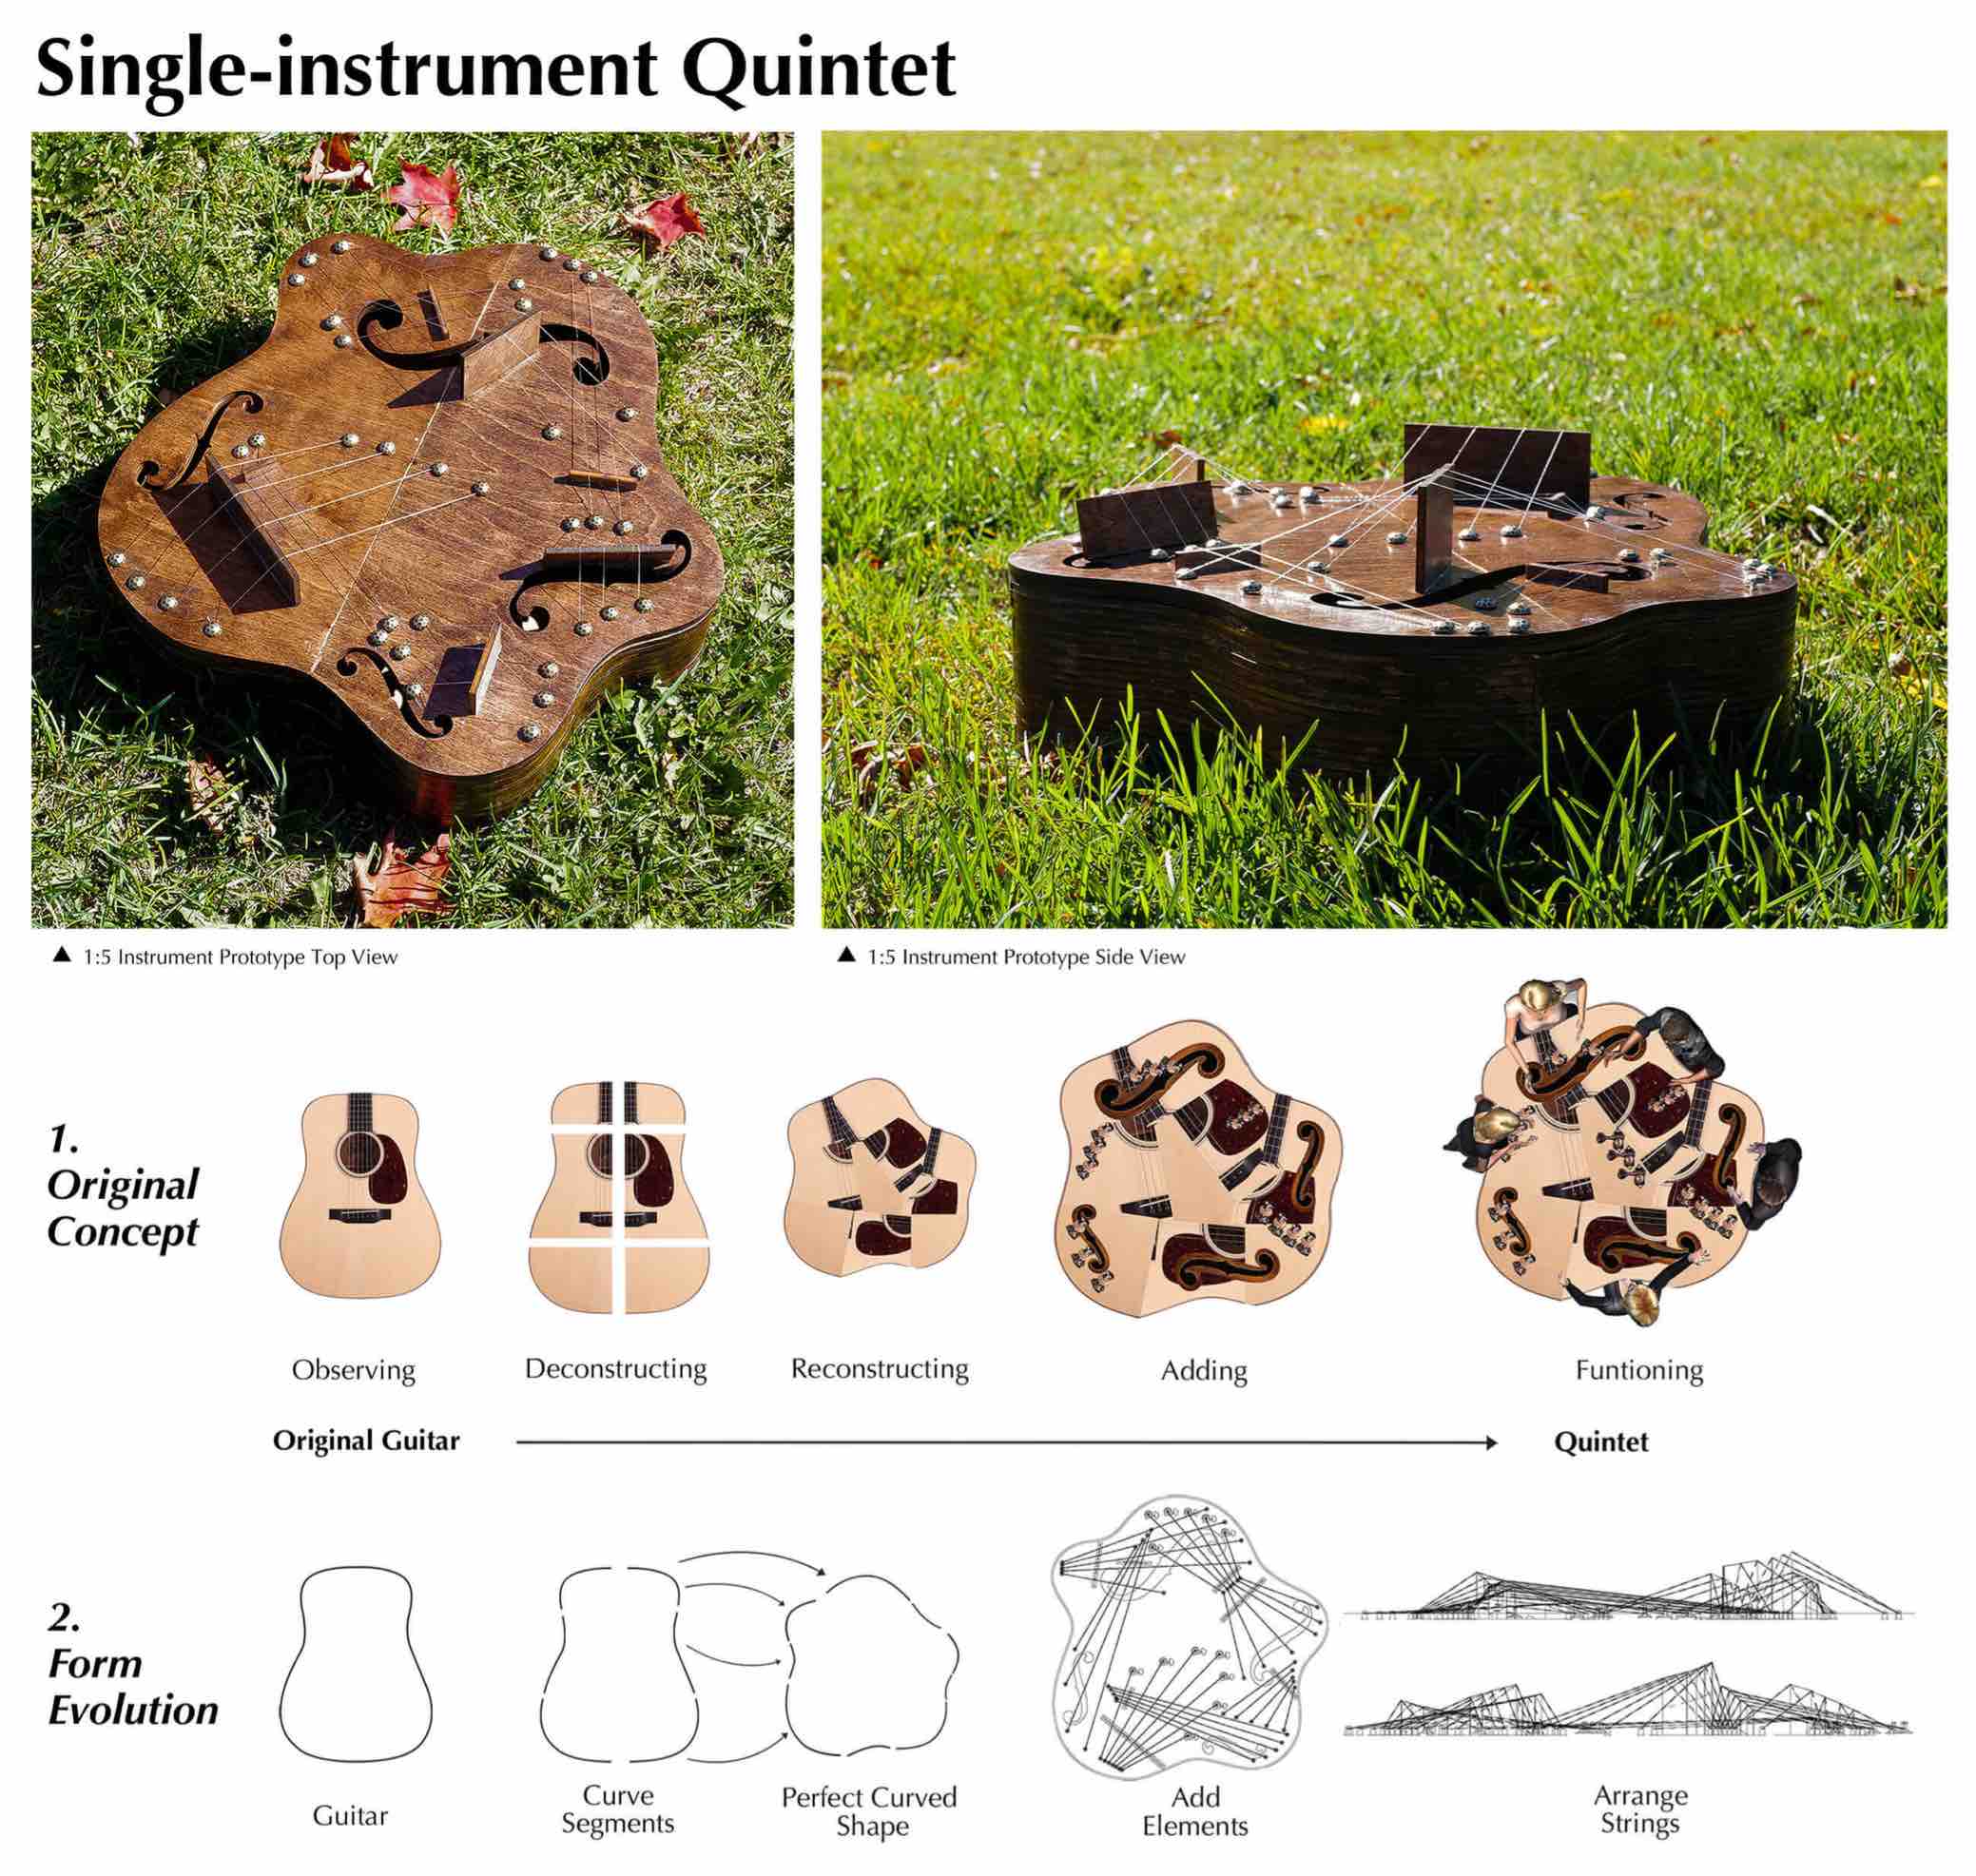 Single-instrument Quintet
▲ 1:5 Instrument Prototype Top View
▲ 1:5 Instrument Prototype Side View
1.
Original
Concept
Observing
Deconstructing
Reconstructing
Adding
Funtioning
Original Guitar
Quintet
2.
Form
Evolution
Guitar
Curve
Segments
Perfect Curved
Shape
Add
Elements
Arrange
Strings